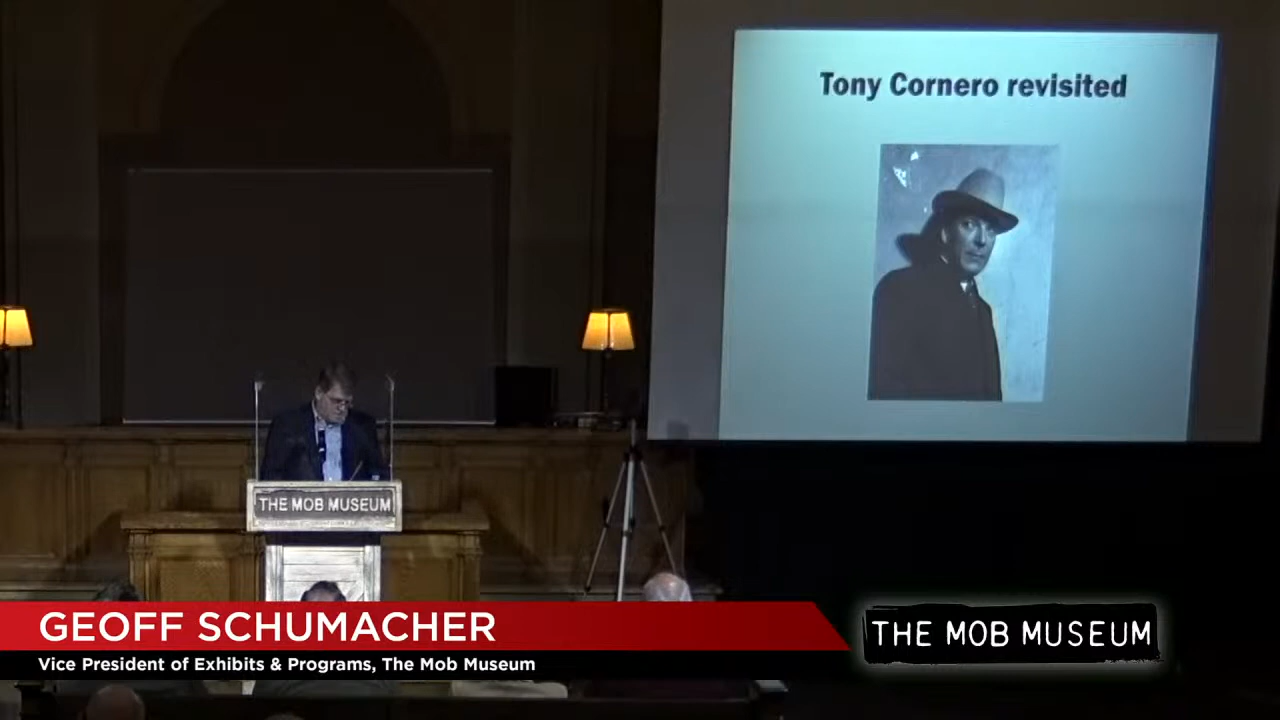 Tony Cornero revisited
THE MOB MUSEUM
GEOFF SCHUMACHER
Vice President of Exhibits & Programs, The Mob Museum
THE MOB MUSEUM